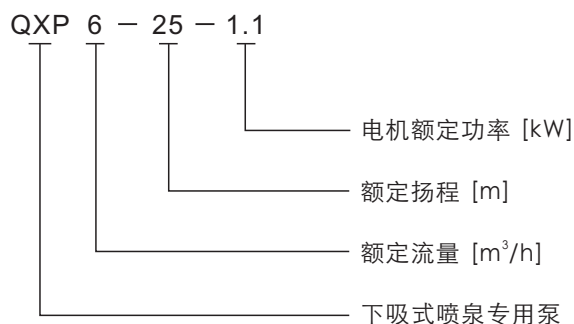 QXP 6 － 25 － 1.1
电机额定功率 [kW]
额定扬程 [m]
额定流量 [m³/h]
下吸式喷泉专用泵